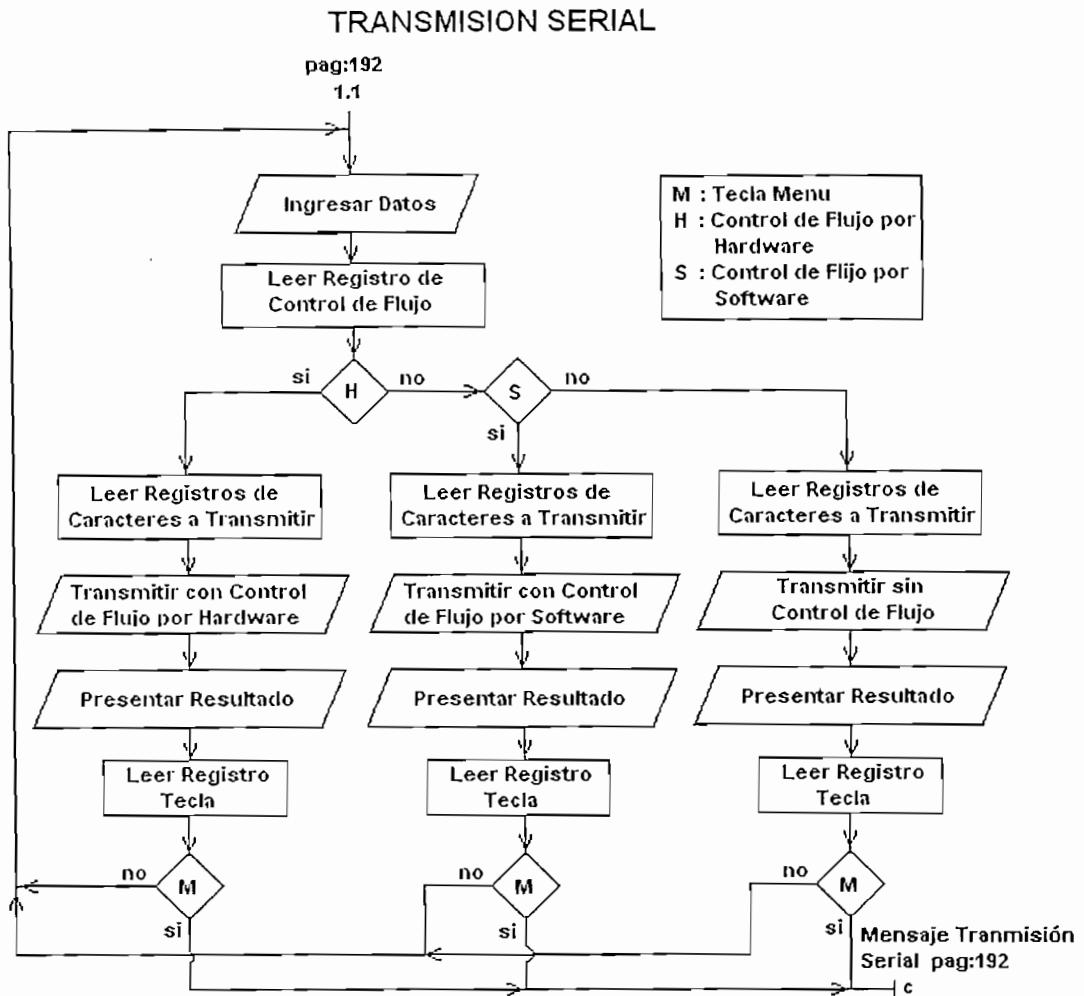 TRANSMISION SERIAL
pag:192
1.1
Ingresar Datos
M : Tecla Menu
H : Control de Flujo por
Hardware
S : Control de Flijo por
Software
Leer Registro de
Control de Flujo
si
H
no
S
no
si
Leer Registros de
Caracteres a Transmitir
Leer Registros de
Caracteres a Transmitir
Leer Registros de
Caracteres a Transmitir
Transmitir con Control
de Flujo por Hardware
Transmitir con Control
de Flujo por Software
Transmitir sin
Control de Flujo
Presentar Resultado
Presentar Resultado
Presentar Resultado
Leer Registro
Tecla
Leer Registro
Tecla
Leer Registro
Tecla
no
M
no
M
no
M
si
si
si
Mensaje Tranmisión
Serial pag:192
c